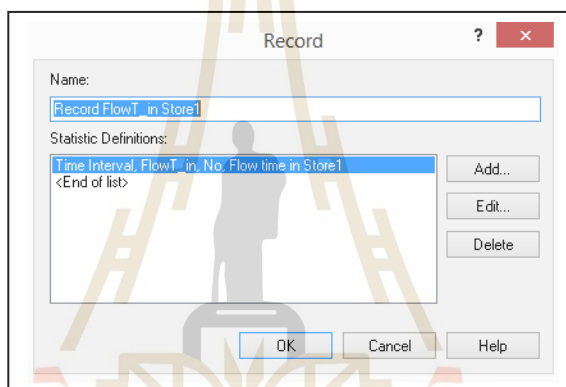 Record
?
×
Name:
Record FlowT_in Store1
Statistic Definitions:
Time Interval, FlowT_in, No, Flow time in Store1
<End of list>
Add...
Edit...
Delete
OK
Cancel
Help